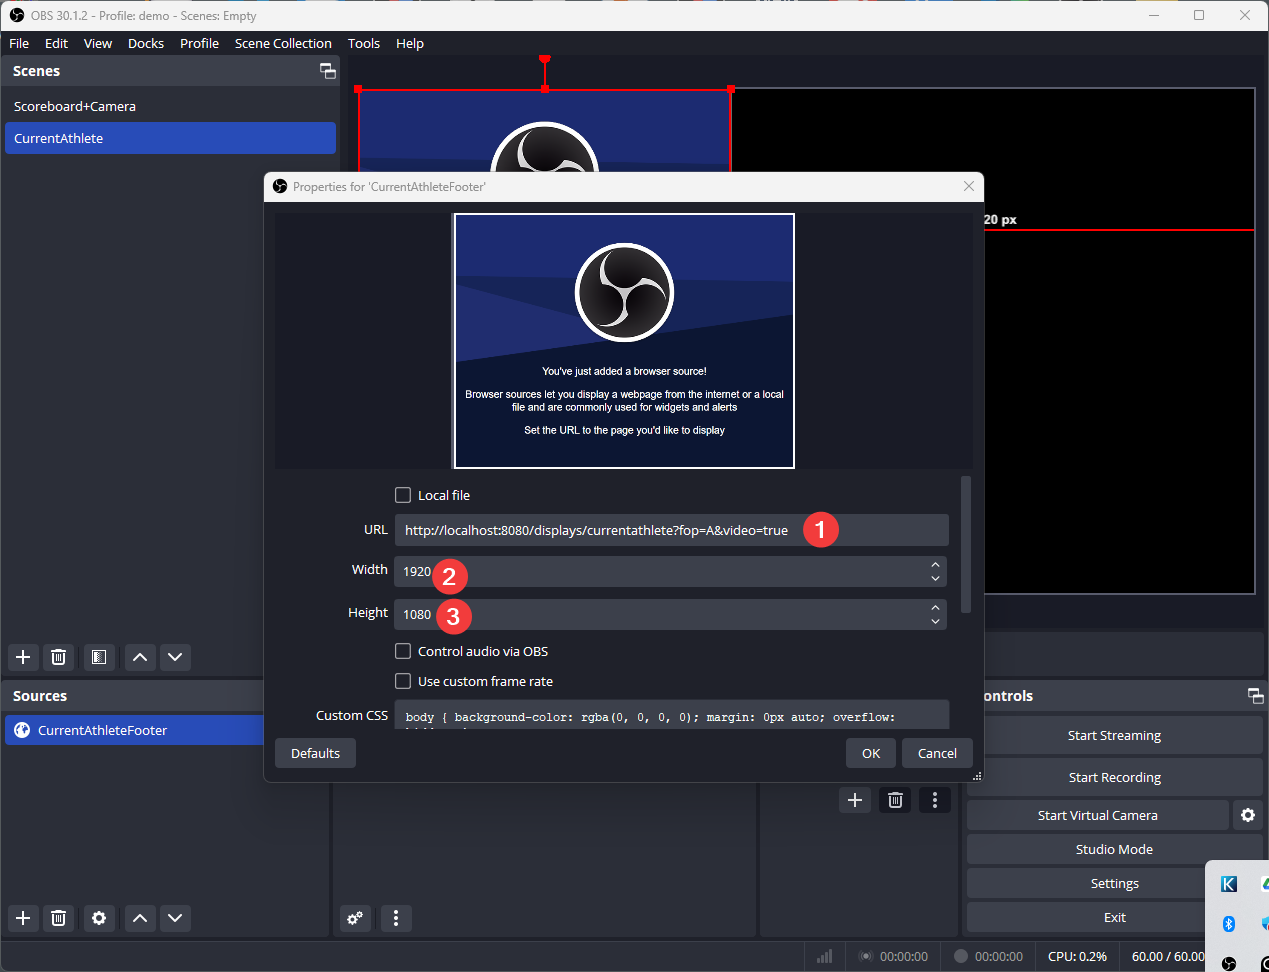 OBS 30.1.2 - Profile: demo - Scenes: Empty
File Edit View Docks Profile Scene Collection Tools Help
Scenes
Scoreboard+Camera
CurrentAthlete
20 px
Properties for 'CurrentAthleteFooter'
You've just added a browser source!
Browser sources let you display a webpage from the internet or a local
file and are commonly used for widgets and alerts
Set the URL to the page you'd like to display
Local file
URL http://localhost:8080/displays/currentathlete?fop=A&video=true 1
Width 1920 2
Height 1080 3
Control audio via OBS
Use custom frame rate
Custom CSS body { background-color: rgba(0, 0, 0, 0); margin: 0px auto; overflow:
Defaults OK Cancel
Sources
CurrentAthleteFooter
ontrols
Start Streaming
Start Recording
Start Virtual Camera
Studio Mode
Settings
Exit
K
00:00:00 00:00:00 CPU: 0.2% 60.00 / 60.00